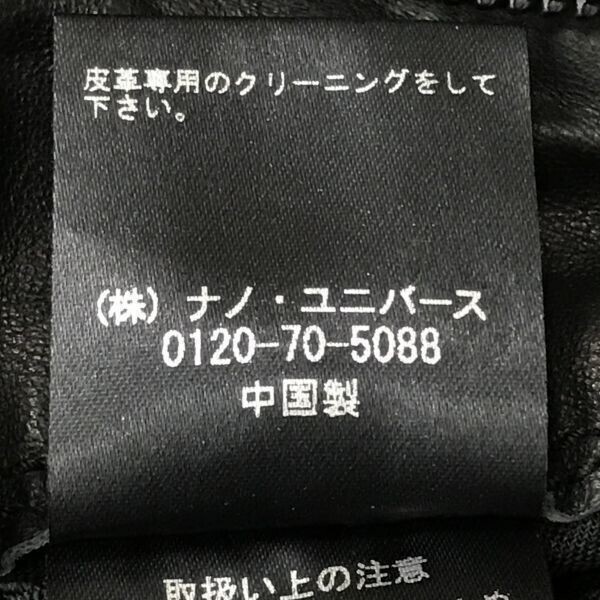 皮革専用のクリーニングをして
下さい。
(株)ナノ・ユニバース
0120-70-5088
中国製
取扱い上の注意